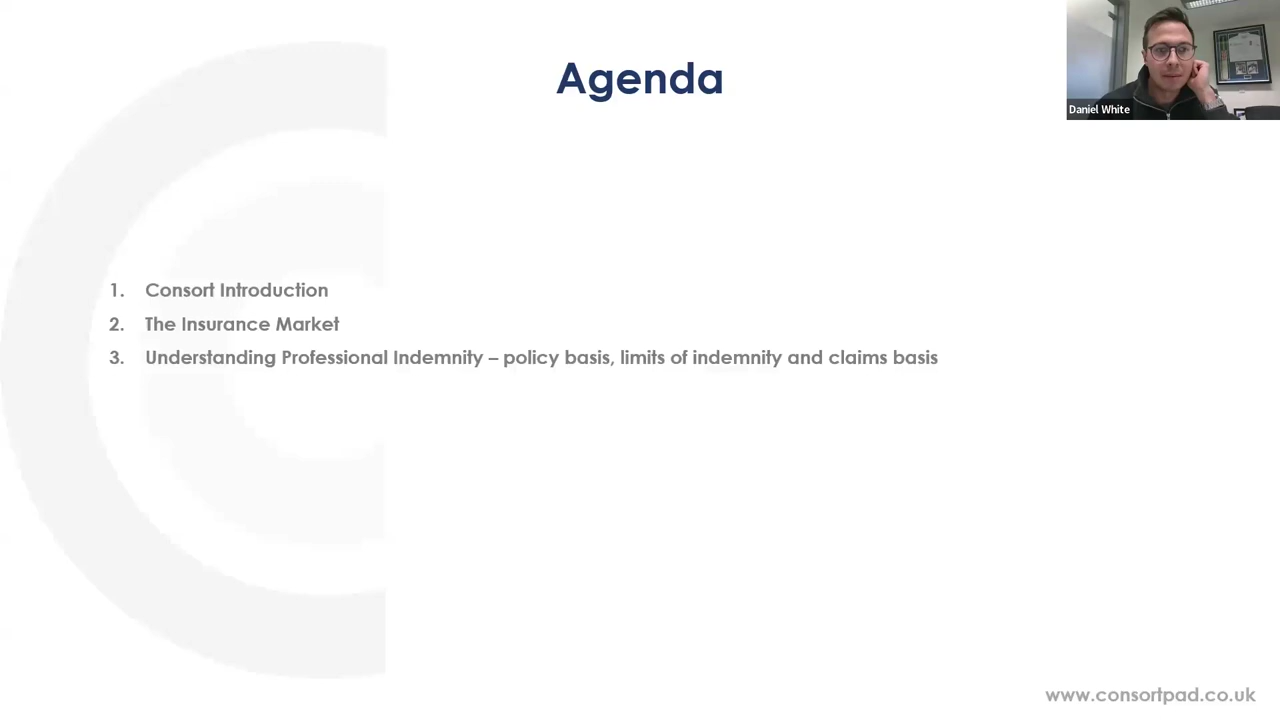 Agenda
Daniel White
1. Consort Introduction
2. The Insurance Market
3. Understanding Professional Indemnity – policy basis, limits of indemnity and claims basis
www.consortpad.co.uk